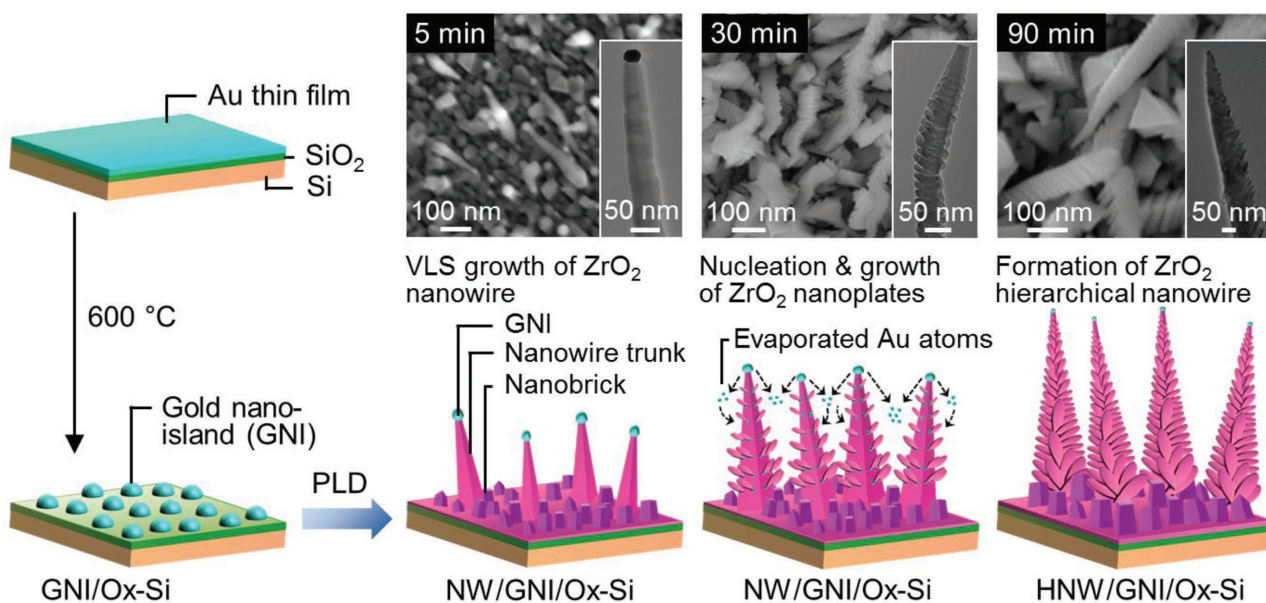 Au thin film
SiO₂
Si
600 °C
Gold nano-
island (GNI)
GNI/Ox-Si
PLD
5 min
100 nm
50 nm
VLS growth of ZrO₂
nanowire
GNI
Nanowire trunk
Nanobrick
NW/GNI/Ox-Si
30 min
100 nm
50 nm
Nucleation & growth
of ZrO₂ nanoplates
Evaporated Au atoms
NW/GNI/Ox-Si
90 min
100 nm
50 nm
Formation of ZrO₂
hierarchical nanowire
HNW/GNI/Ox-Si